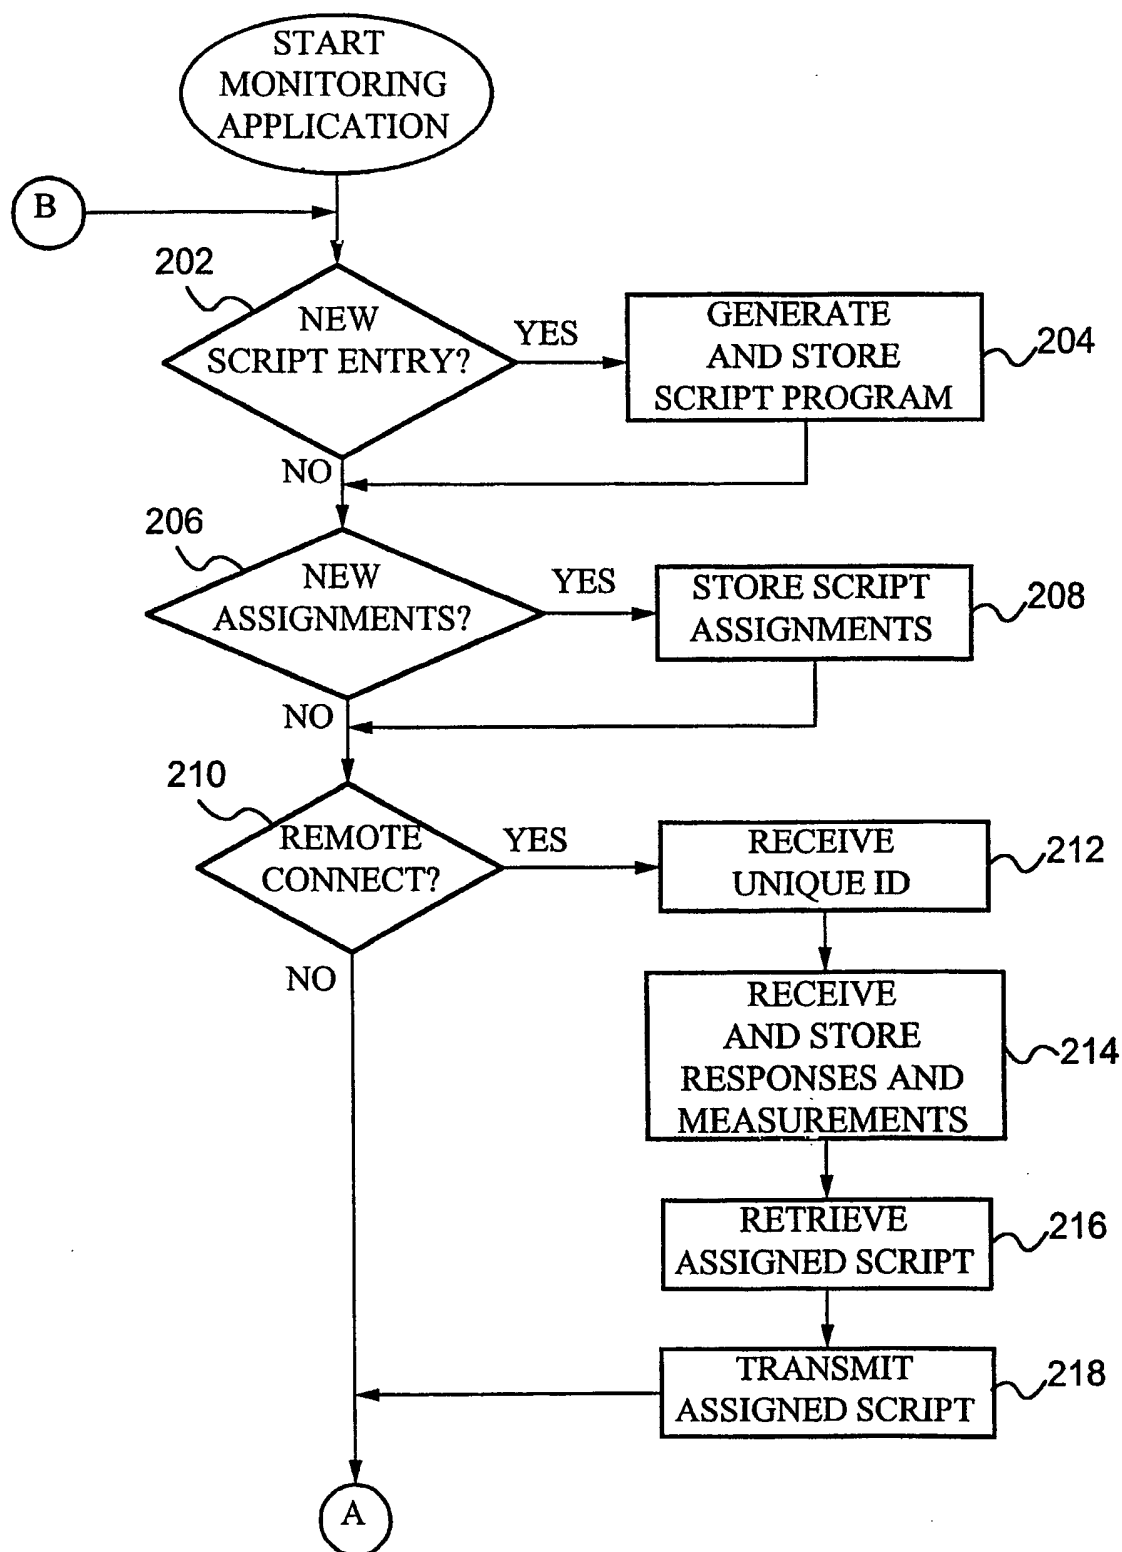 START
MONITORING
APPLICATION
B
202
NEW
SCRIPT ENTRY?
YES
GENERATE
AND STORE
SCRIPT PROGRAM
204
NO
206
NEW
ASSIGNMENTS?
YES
STORE SCRIPT
ASSIGNMENTS
208
NO
210
REMOTE
CONNECT?
YES
RECEIVE
UNIQUE ID
212
NO
RECEIVE
AND STORE
RESPONSES AND
MEASUREMENTS
214
RETRIEVE
ASSIGNED SCRIPT
216
TRANSMIT
ASSIGNED SCRIPT
218
A